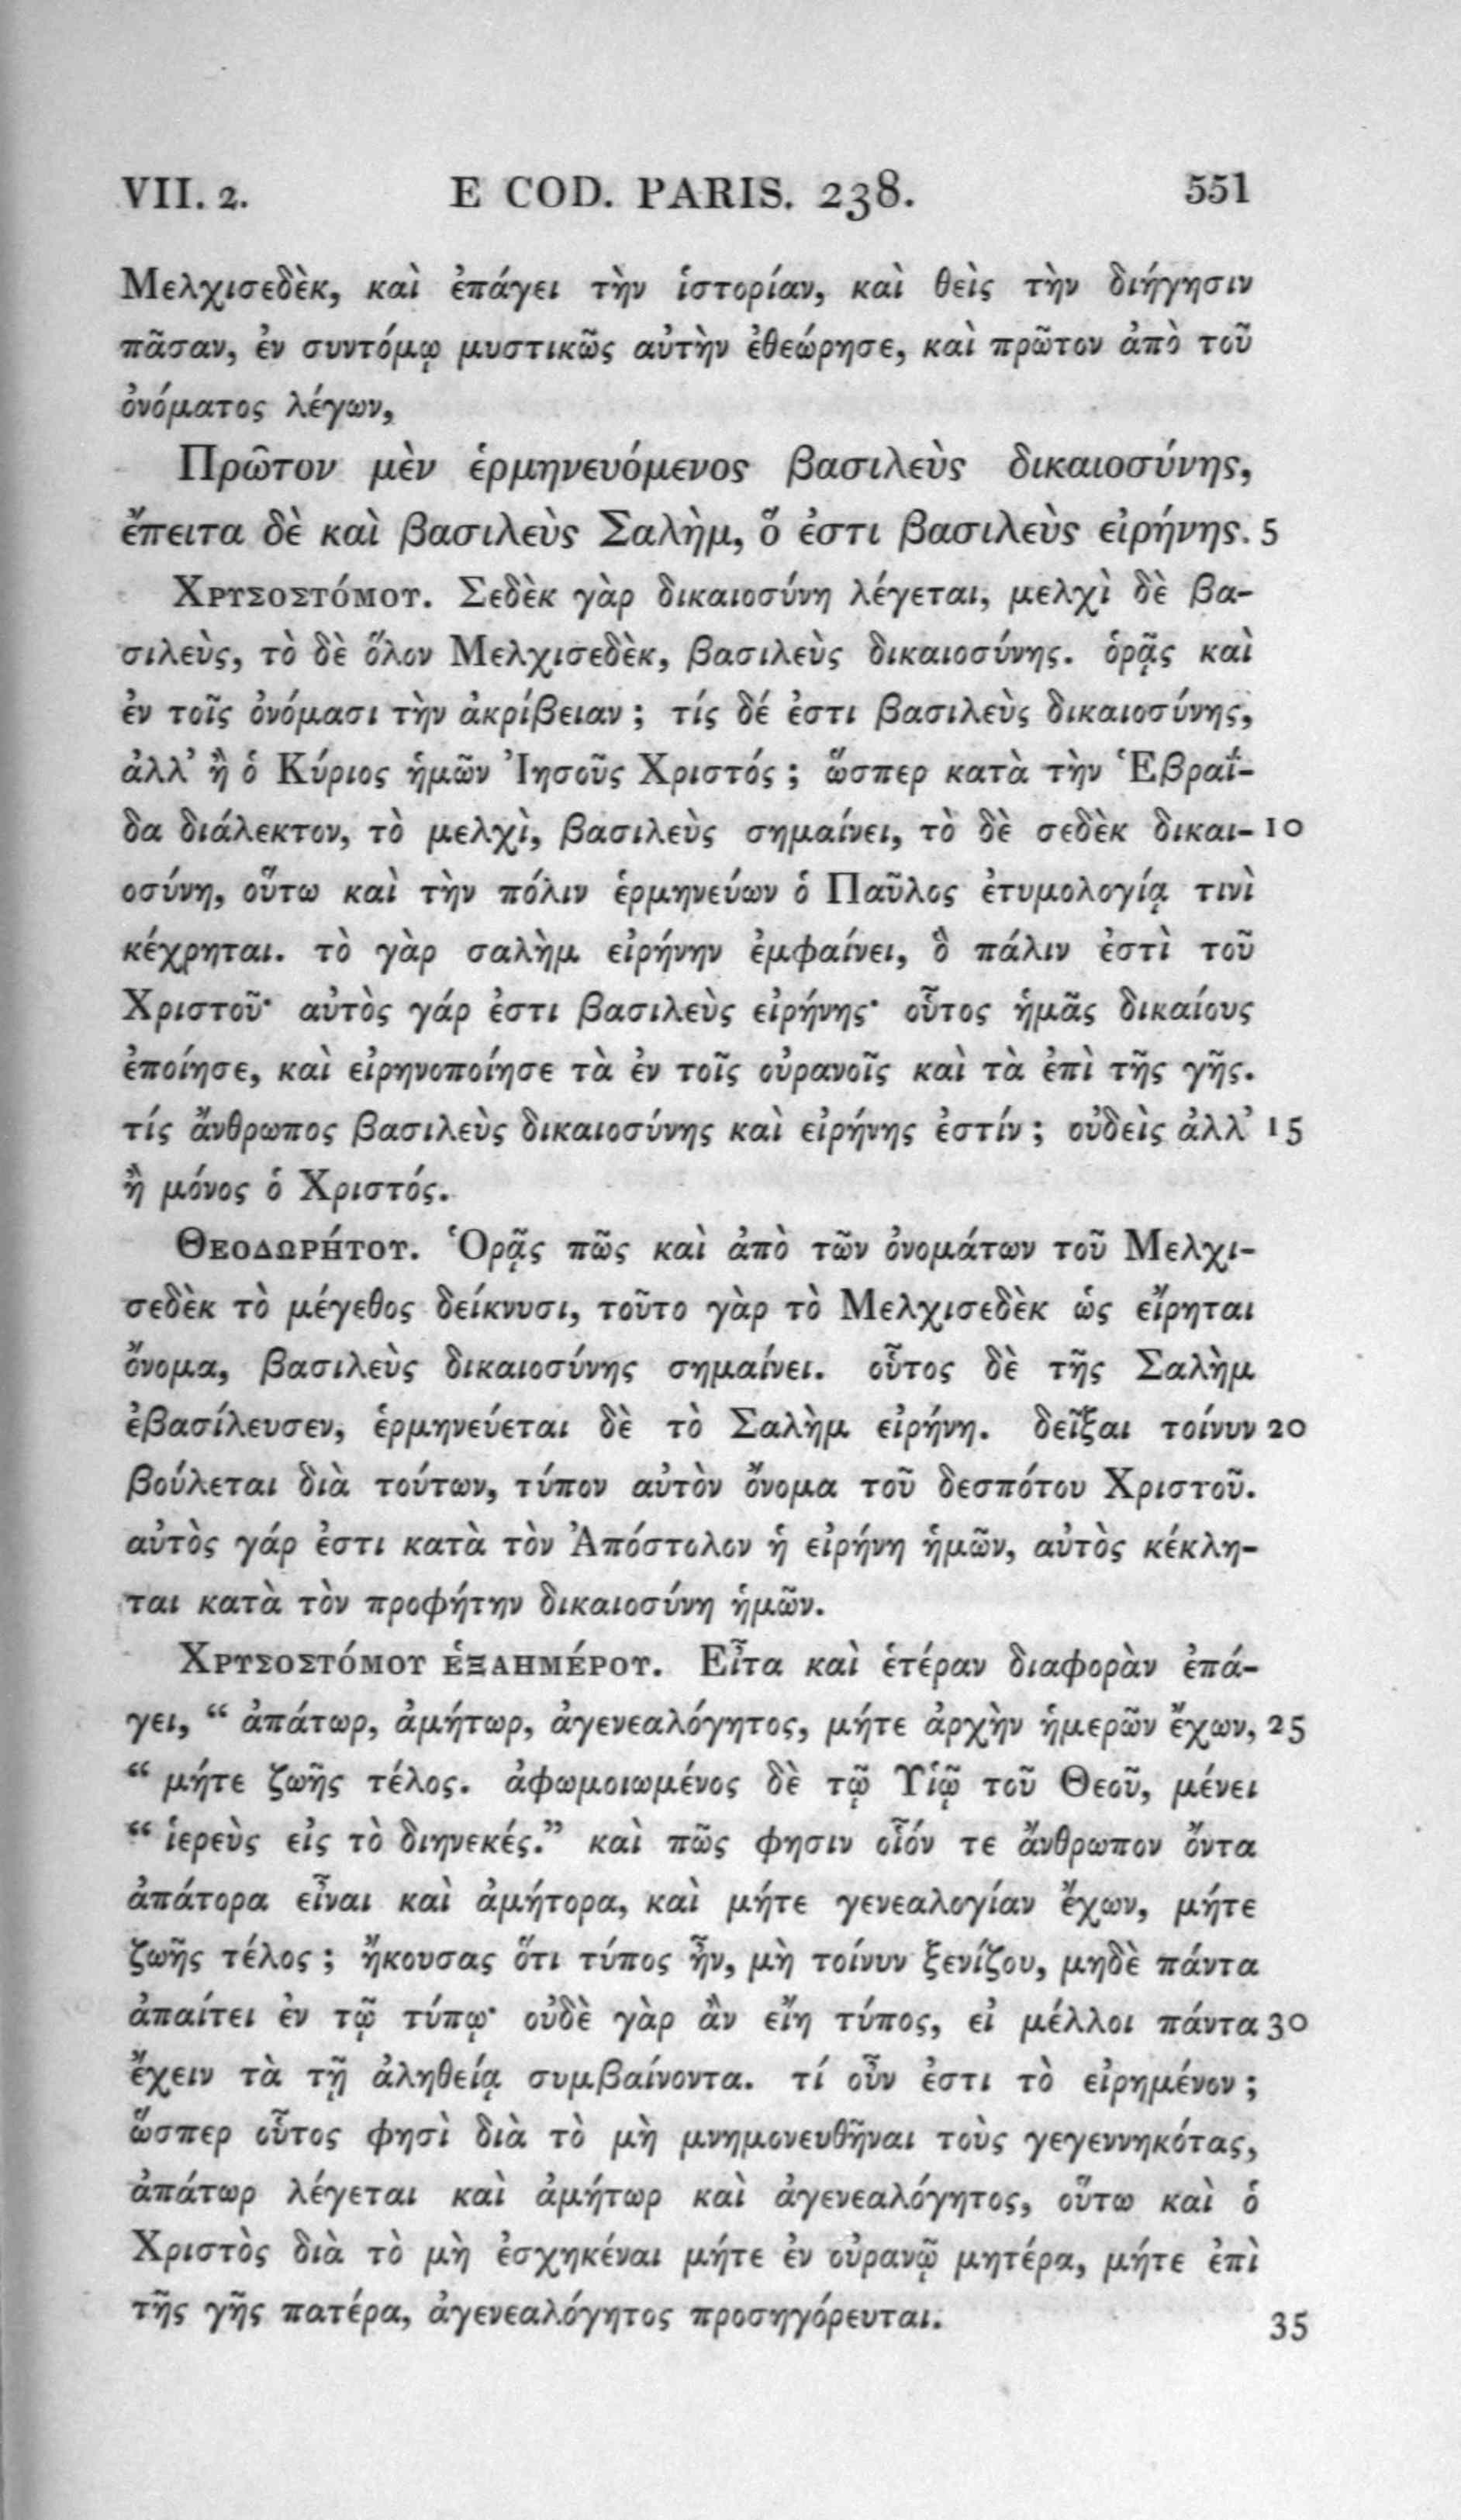 VII. 2. E COD. PARIS. 238. 551
Μελχισεδὲκ, καὶ ἐπάγει τὴν ἱστορίαν, καὶ θεὶς τὴν διήγησιν
πᾶσαν, ἐν συντόμῳ μυστικῶς αὐτὴν ἐθεώρησε, καὶ πρῶτον ἀπὸ τοῦ
ὀνόματος λέγων,
Πρῶτον μὲν ἑρμηνευόμενος βασιλεὺς δικαιοσύνης,
ἔπειτα δὲ καὶ βασιλεὺς Σαλὴμ, ὅ ἐστι βασιλεὺς εἰρήνης. 5
Χρυσοστόμου. Σεδὲκ γὰρ δικαιοσύνη λέγεται, μελχὶ δὲ βα-
σιλεὺς, τὸ δὲ ὅλον Μελχισεδὲκ, βασιλεὺς δικαιοσύνης. ὁρᾷς καὶ
ἐν τοῖς ὀνόμασι τὴν ἀκρίβειαν ; τίς δέ ἐστι βασιλεὺς δικαιοσύνης,
ἀλλ’ ἢ ὁ Κύριος ἡμῶν Ἰησοῦς Χριστός ; ὥσπερ κατὰ τὴν Ἑβραΐ-
δα διάλεκτον, τὸ μελχὶ, βασιλεὺς σημαίνει, τὸ δὲ σεδὲκ δικαι- 10
οσύνη, οὕτω καὶ τὴν πόλιν ἑρμηνεύων ὁ Παῦλος ἐτυμολογίᾳ τινὶ
κέχρηται. τὸ γὰρ σαλὴμ εἰρήνην ἐμφαίνει, ὃ πάλιν ἐστὶ τοῦ
Χριστοῦ· αὐτὸς γάρ ἐστι βασιλεὺς εἰρήνης· οὗτος ἡμᾶς δικαίους
ἐποίησε, καὶ εἰρηνοποίησε τὰ ἐν τοῖς οὐρανοῖς καὶ τὰ ἐπὶ τῆς γῆς.
τίς ἄνθρωπος βασιλεὺς δικαιοσύνης καὶ εἰρήνης ἐστίν ; οὐδεὶς ἀλλ’ 15
ἢ μόνος ὁ Χριστός.
Θεοδωρήτου. Ὁρᾷς πῶς καὶ ἀπὸ τῶν ὀνομάτων τοῦ Μελχι-
σεδὲκ τὸ μέγεθος δείκνυσι, τοῦτο γὰρ τὸ Μελχισεδὲκ ὡς εἴρηται
ὄνομα, βασιλεὺς δικαιοσύνης σημαίνει. οὗτος δὲ τῆς Σαλὴμ
ἐβασίλευσεν, ἑρμηνεύεται δὲ τὸ Σαλὴμ εἰρήνη. δεῖξαι τοίνυν 20
βούλεται διὰ τούτων, τύπον αὐτὸν ὄνομα τοῦ δεσπότου Χριστοῦ.
αὐτὸς γάρ ἐστι κατὰ τὸν Ἀπόστολον ἡ εἰρήνη ἡμῶν, αὐτὸς κέκλη-
ται κατὰ τὸν προφήτην δικαιοσύνη ἡμῶν.
Χρυσοστόμου ἑξαημέρου. Εἶτα καὶ ἑτέραν διαφορὰν ἐπά-
γει, “ ἀπάτωρ, ἀμήτωρ, ἀγενεαλόγητος, μήτε ἀρχὴν ἡμερῶν ἔχων, 25
“ μήτε ζωῆς τέλος. ἀφωμοιωμένος δὲ τῷ Υἱῷ τοῦ Θεοῦ, μένει
“ ἱερεὺς εἰς τὸ διηνεκές.” καὶ πῶς φησιν οἷόν τε ἄνθρωπον ὄντα
ἀπάτορα εἶναι καὶ ἀμήτορα, καὶ μήτε γενεαλογίαν ἔχων, μήτε
ζωῆς τέλος ; ἤκουσας ὅτι τύπος ἦν, μὴ τοίνυν ξενίζου, μηδὲ πάντα
ἀπαίτει ἐν τῷ τύπῳ· οὐδὲ γὰρ ἂν εἴη τύπος, εἰ μέλλοι πάντα 30
ἔχειν τὰ τῇ ἀληθείᾳ συμβαίνοντα. τί οὖν ἐστι τὸ εἰρημένον ;
ὥσπερ οὗτος φησὶ διὰ τὸ μὴ μνημονευθῆναι τοὺς γεγεννηκότας,
ἀπάτωρ λέγεται καὶ ἀμήτωρ καὶ ἀγενεαλόγητος, οὕτω καὶ ὁ
Χριστὸς διὰ τὸ μὴ ἐσχηκέναι μήτε ἐν οὐρανῷ μητέρα, μήτε ἐπὶ
τῆς γῆς πατέρα, ἀγενεαλόγητος προσηγόρευται. 35